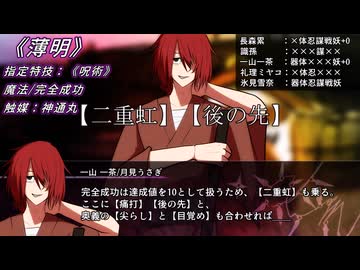 《薄明》
指定特技：《呪術》
魔法/完全成功
触媒：神通丸
長森累　：×体忍謀戦妖+0
識孫　　：×××謀××
一山一茶：器体×××妖+0
礼理ミヤコ：×体忍×××
氷見雪奈　：器体忍謀戦妖
【二重虹】【後の先】
一山 一茶/月見うさぎ
完全成功は達成値を10として扱うため、【二重虹】も乗る。
ここに【痛打】【後の先】と、
奥義の【尖らし】と【目覚め】も合わせれば＿＿